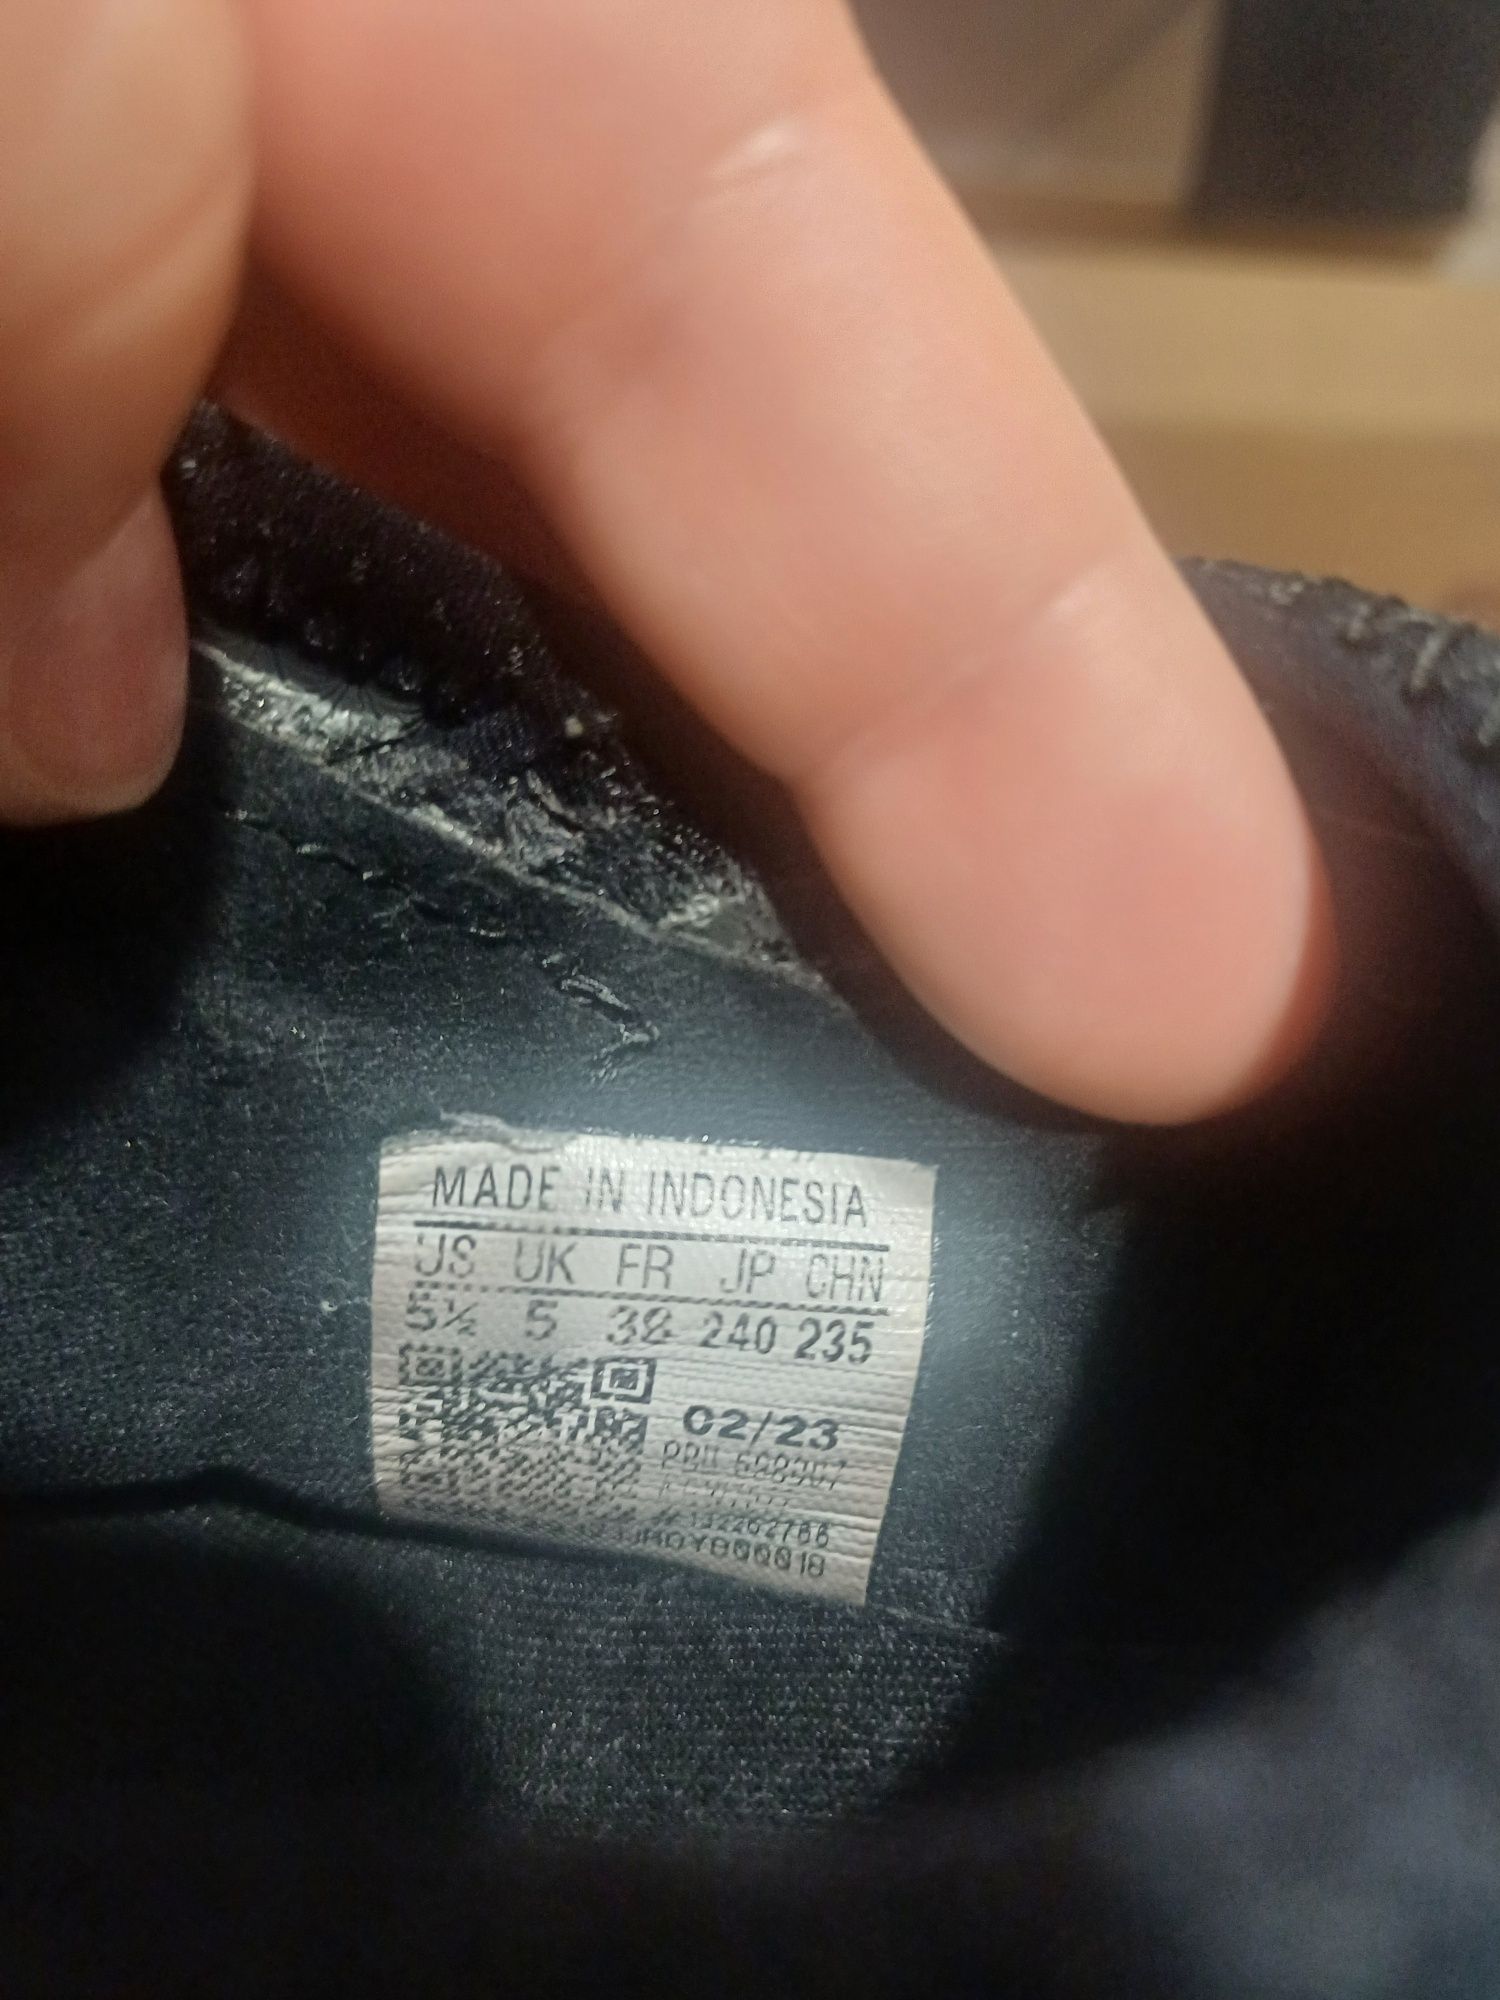 MADE IN INDONESIA
US UK FR JP CHN
5½ 5 38 240 235
02/23